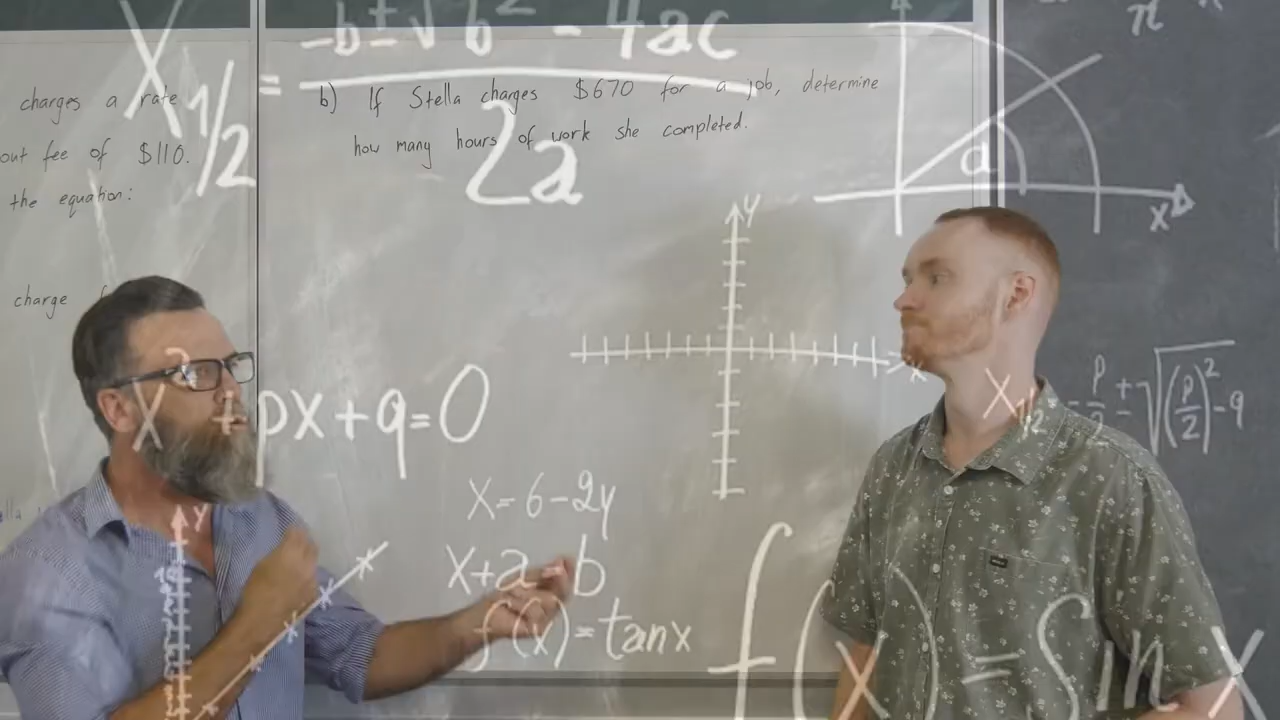 X 1/2 = -b ± √b² - 4ac
2a
charges a rate
out fee of $110.
the equation:
charge
b) If Stella charges $670 for a job, determine
how many hours of work she completed.
a
x
π
y
x
X² + px + q = 0
X 1/2 - p/2 ± √(p/2)² - q
X = 6 - 2y
X + a - b
f(x) = tanx
y
f(x) = Sin X